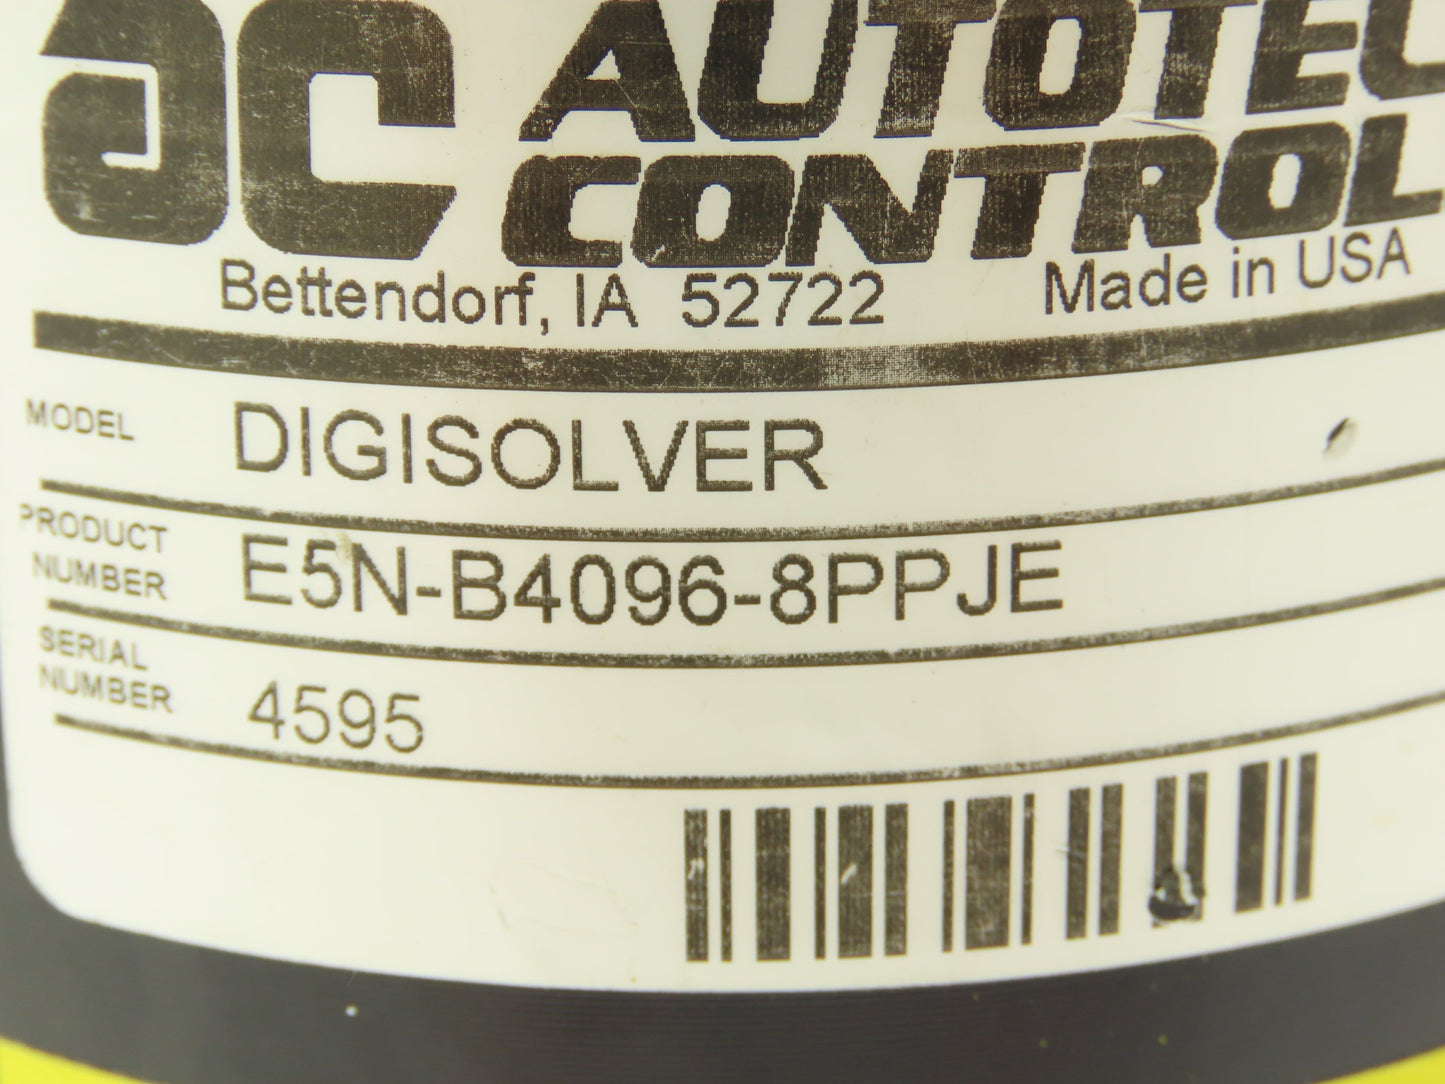 AC AUTOTEC
CONTROL
Bettendorf, IA 52722 Made in USA
MODEL DIGISOLVER
PRODUCT NUMBER E5N-B4096-8PPJE
SERIAL NUMBER 4595